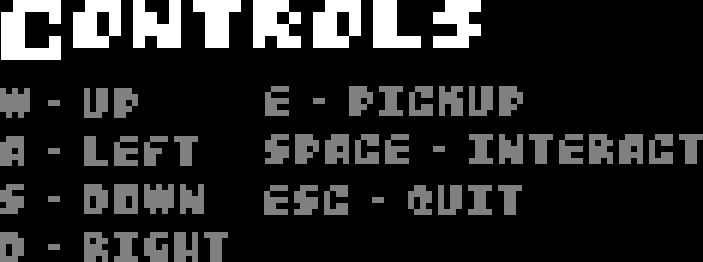 CONTROLS
W - UP
A - LEFT
S - DOWN
D - RIGHT
E - PICKUP
SPACE - INTERACT
ESC - QUIT